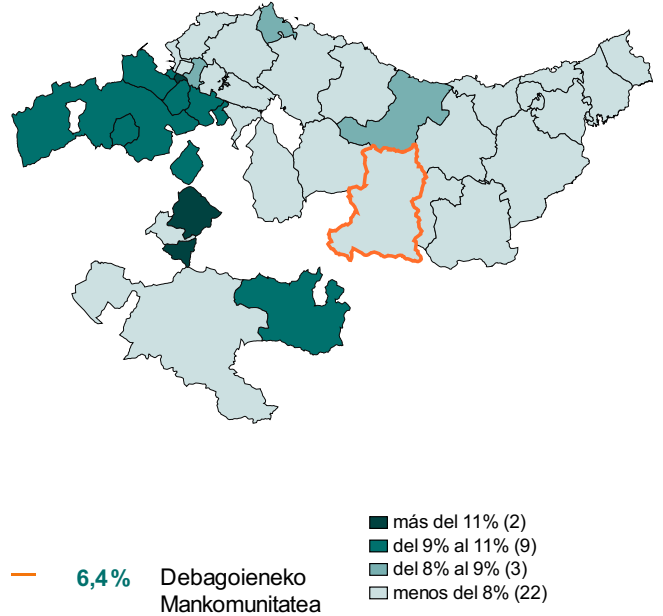 más del 11% (2)
del 9% al 11% (9)
del 8% al 9% (3)
menos del 8% (22)
6,4% Debagoieneko
Mankomunitatea